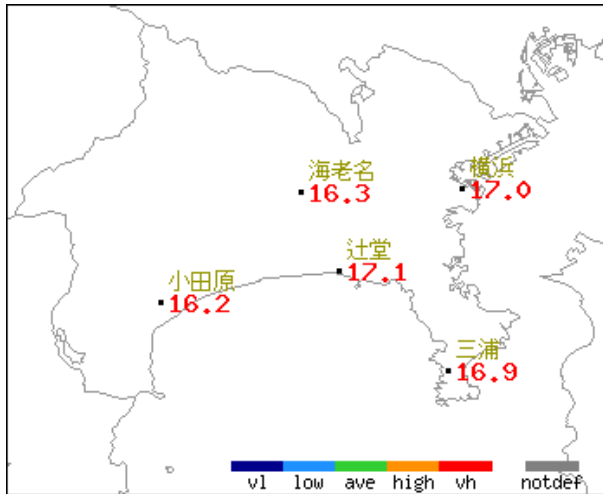 海老名
16.3
横浜
17.0
辻堂
17.1
小田原
16.2
三浦
16.9
vl low ave high vh notdef